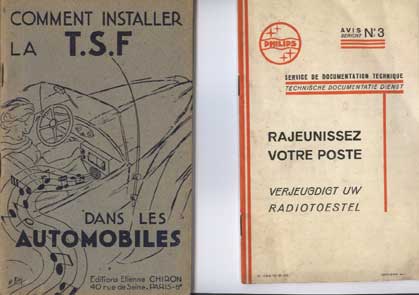 COMMENT INSTALLER
LA T.S.F
DANS LES
AUTOMOBILES
Editions Etienne CHIRON
40 rue de Seine. PARIS-6e
PHILIPS
AVIS
BERICHT
N°3
SERVICE DE DOCUMENTATION TECHNIQUE
TECHNISCHE DOCUMENTATIE DIENST
RAJEUNISSEZ
VOTRE POSTE
VERJEUGDIGT UW
RADIOTOESTEL